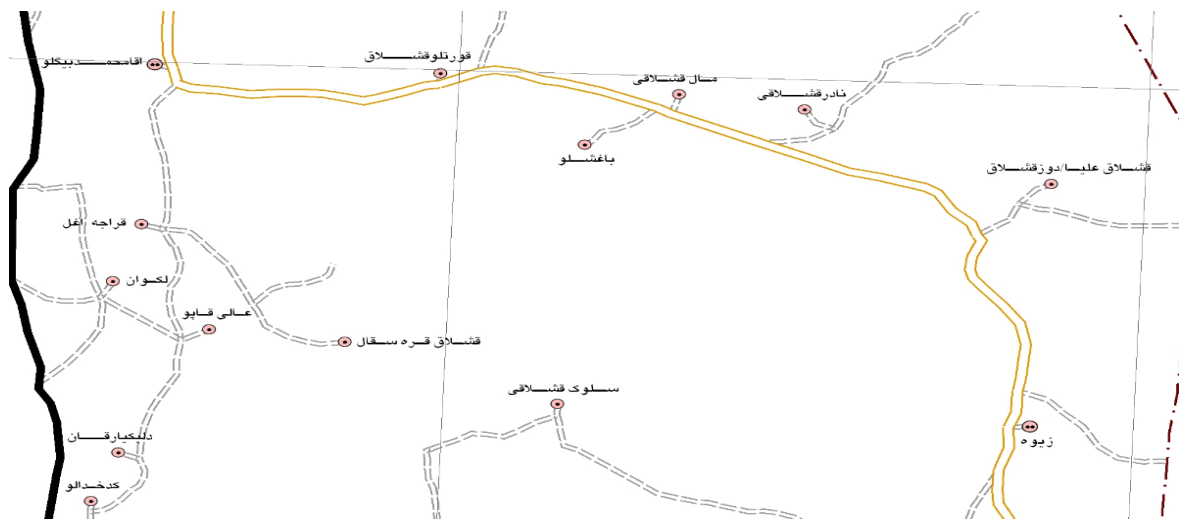 قورتلوقشلاق
اقامحمدبیگلو
مال قشلاقی
نادرقشلاقی
باغشلو
قشلاق علیا/دوزقشلاق
قراجه اغل
لکوان
عالی قاپو
قشلاق قره سقال
سلوک قشلاقی
دلیکیارقان
زیوه
کدخدالو